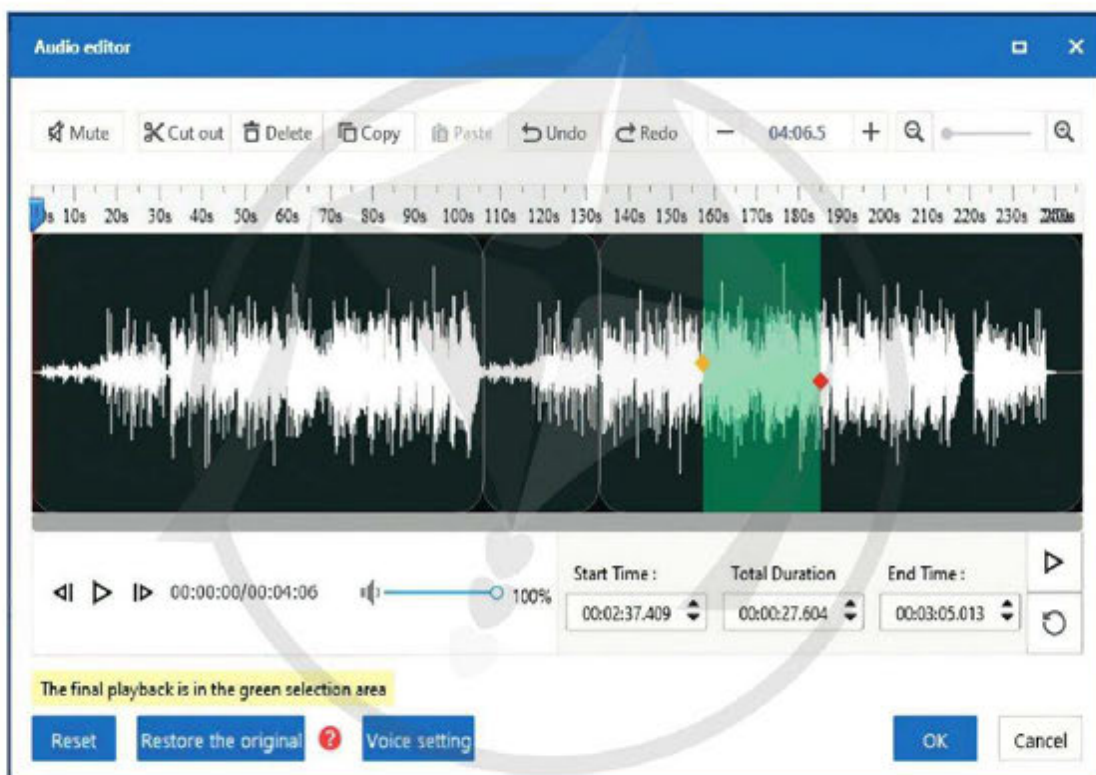 Audio editor
Mute Cut out Delete Copy Paste Undo Redo 04:06.5
10s 20s 30s 40s 50s 60s 70s 80s 90s 100s 110s 120s 130s 140s 150s 160s 170s 180s 190s 200s 210s 220s 230s
00:00:00/00:04:06 100%
Start Time : Total Duration End Time :
00:02:37.409 00:00:27.604 00:03:05.013
The final playback is in the green selection area
Reset Restore the original ? Voice setting OK Cancel